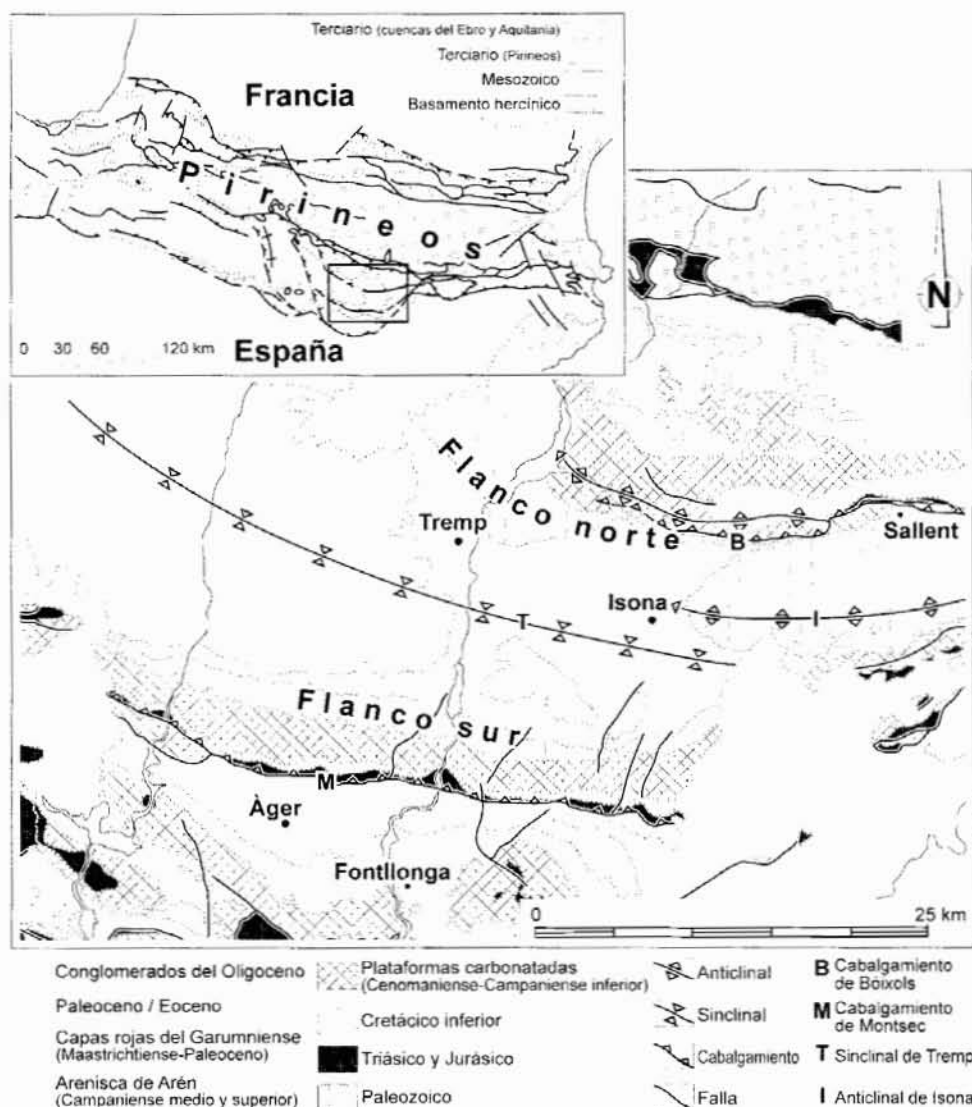 Terciario (cuencas del Ebro y Aquitania)
Terciario (Pirineos)
Mesozoico
Basamento hercínico
Francia
Pirineos
España
0 30 60 120 km
N
Flanco norte
Tremp
B
Sallent
Isona
I
T
Flanco sur
M
Àger
Fontllonga
0 25 km
Conglomerados del Oligoceno
Paleoceno / Eoceno
Capas rojas del Garumniense
(Maastrichtiense-Paleoceno)
Arenisca de Arén
(Campaniense medio y superior)
Plataformas carbonatadas
(Cenomaniense-Campaniense inferior)
Cretácico inferior
Triásico y Jurásico
Paleozoico
Anticlinal
Sinclinal
Cabalgamiento
Falla
B Cabalgamiento
de Bòixols
M Cabalgamiento
de Montsec
T Sinclinal de Tremp
I Anticlinal de Isona